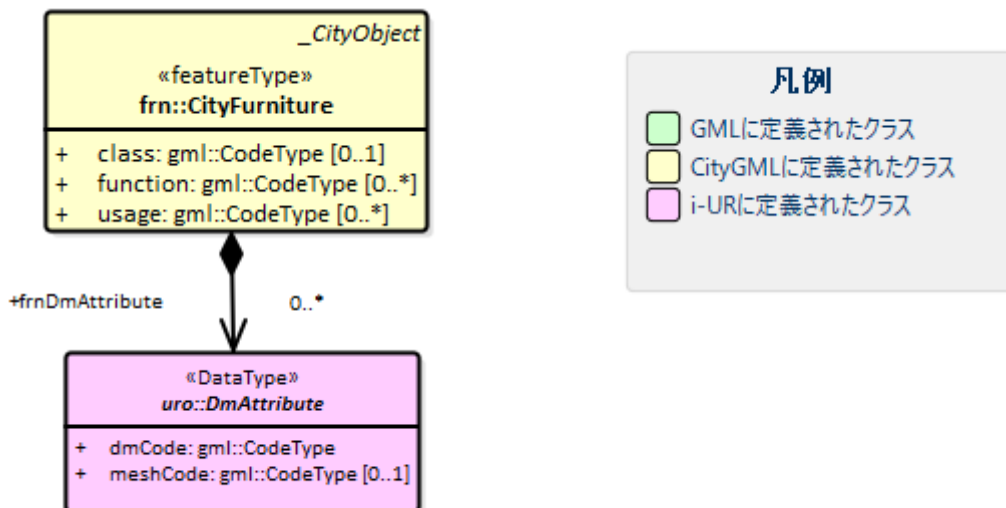 _CityObject
«featureType»
frn::CityFurniture
+ class: gml::CodeType [0..1]
+ function: gml::CodeType [0..*]
+ usage: gml::CodeType [0..*]
+frnDmAttribute 0..*
«DataType»
uro::DmAttribute
+ dmCode: gml::CodeType
+ meshCode: gml::CodeType [0..1]
凡例
GMLに定義されたクラス
CityGMLに定義されたクラス
i-URに定義されたクラス